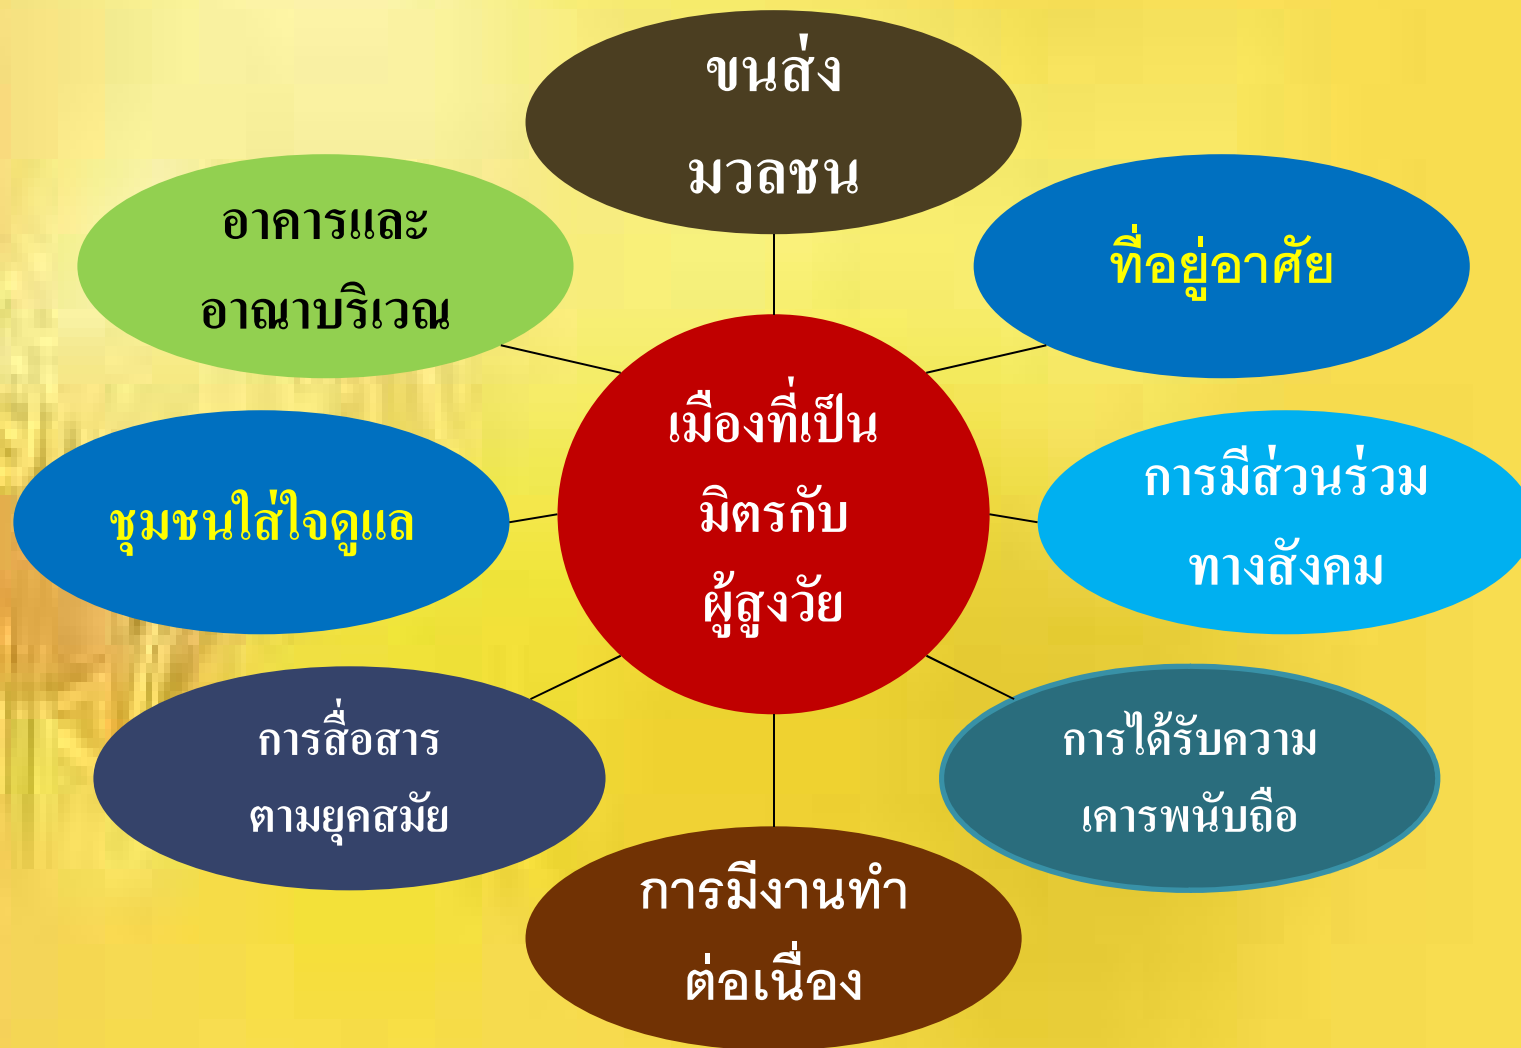 ขนส่ง
มวลชน
อาคารและ
อาณาบริเวณ
ที่อยู่อาศัย
เมืองที่เป็น
มิตรกับ
ผู้สูงวัย
ชุมชนใส่ใจดูแล
การมีส่วนร่วม
ทางสังคม
การสื่อสาร
ตามยุคสมัย
การได้รับความ
เคารพนับถือ
การมีงานทำ
ต่อเนื่อง